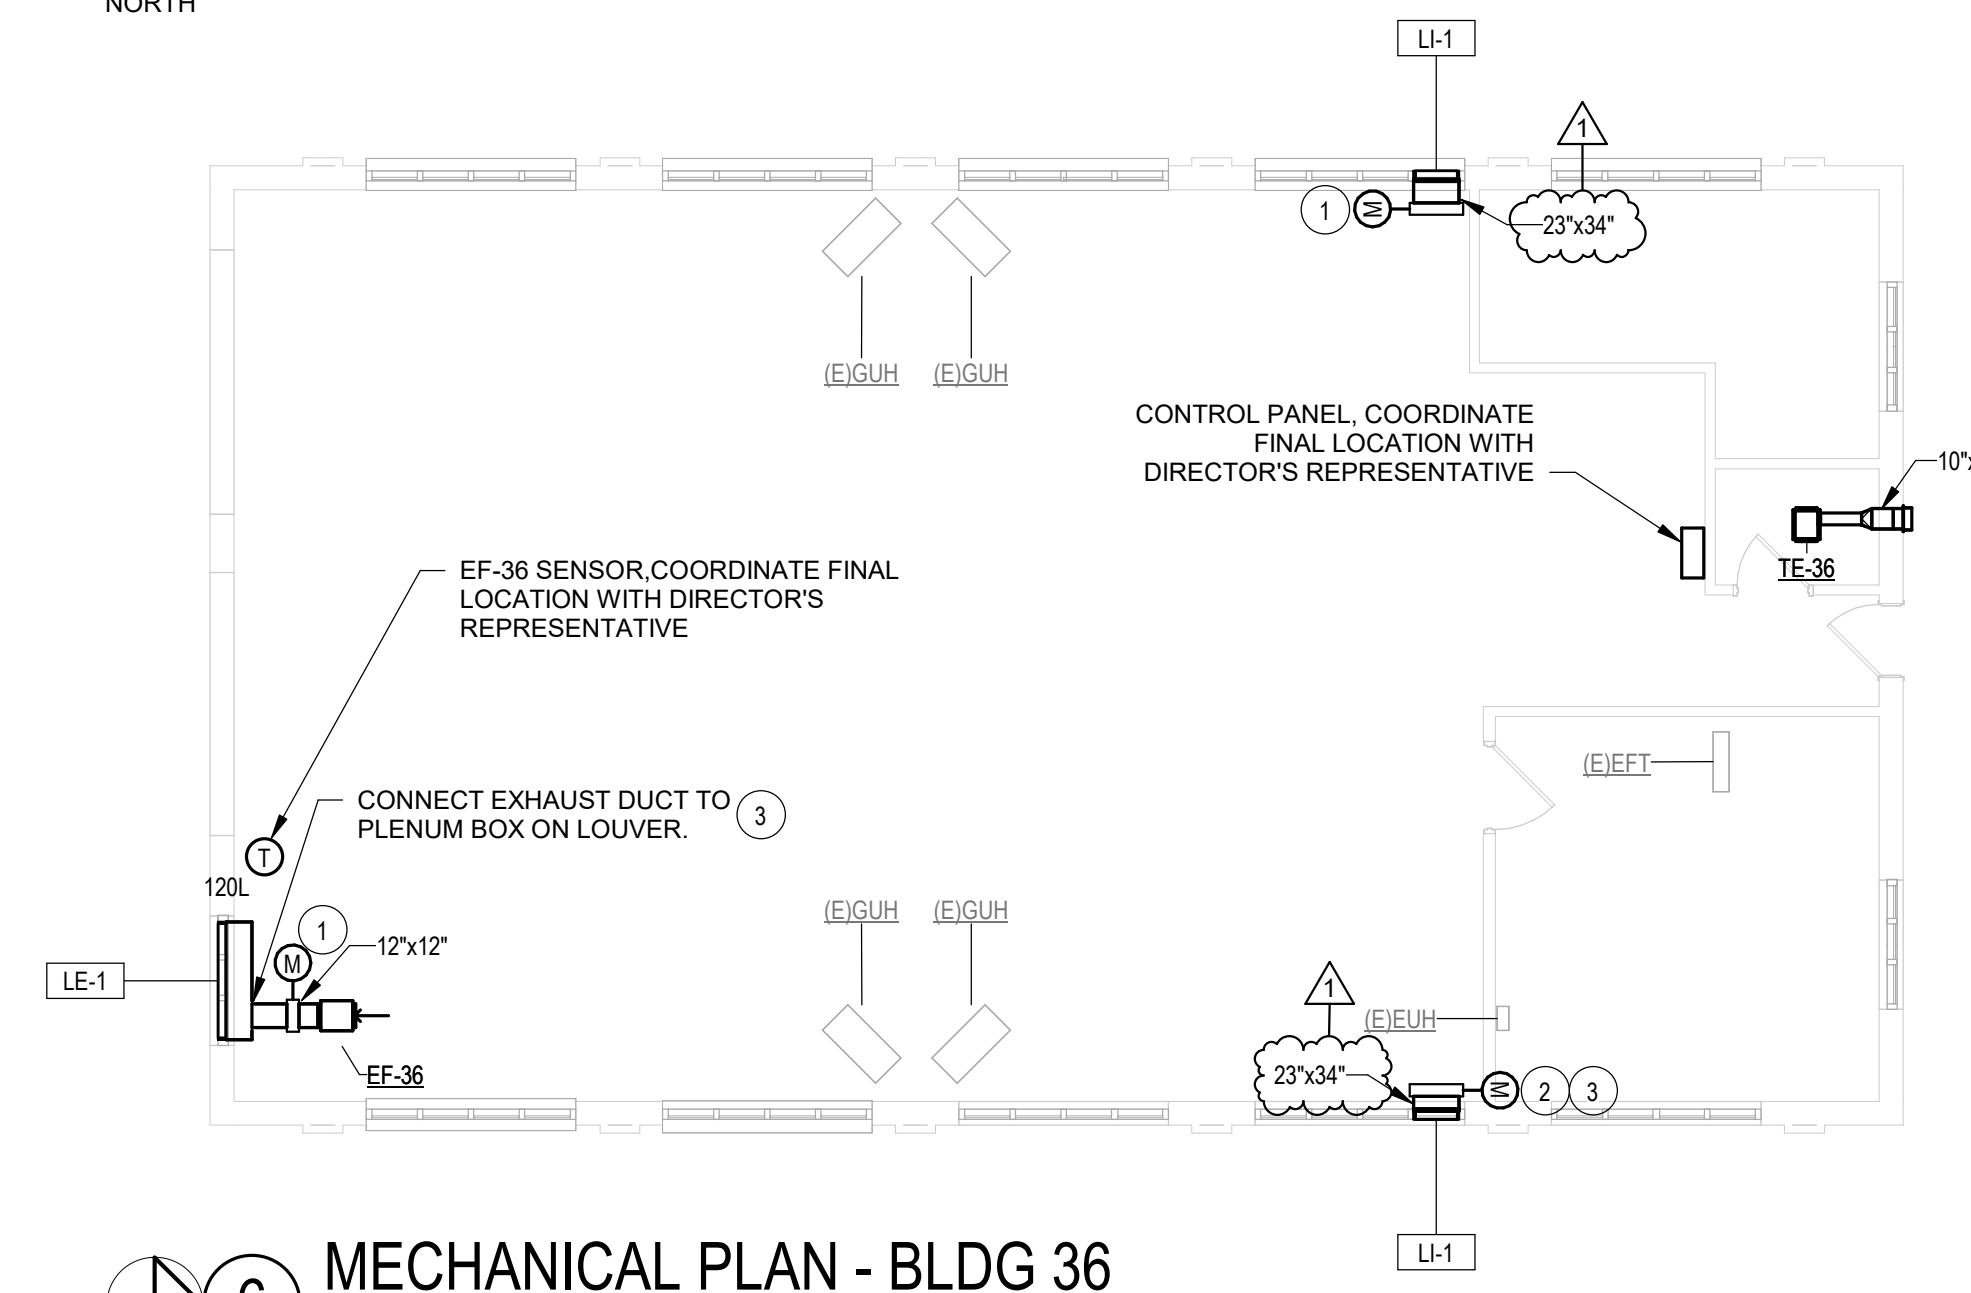 NORTH
LI-1
1
1
M
23"x34"
(E)GUH
(E)GUH
CONTROL PANEL, COORDINATE
FINAL LOCATION WITH
DIRECTOR'S REPRESENTATIVE
10"x
TE-36
EF-36 SENSOR,COORDINATE FINAL
LOCATION WITH DIRECTOR'S
REPRESENTATIVE
(E)EFT
CONNECT EXHAUST DUCT TO
PLENUM BOX ON LOUVER.
3
T
120L
1
M
12"x12"
LE-1
EF-36
(E)GUH
(E)GUH
1
(E)EUH
23"x34"
M
2
3
LI-1
MECHANICAL PLAN - BLDG 36